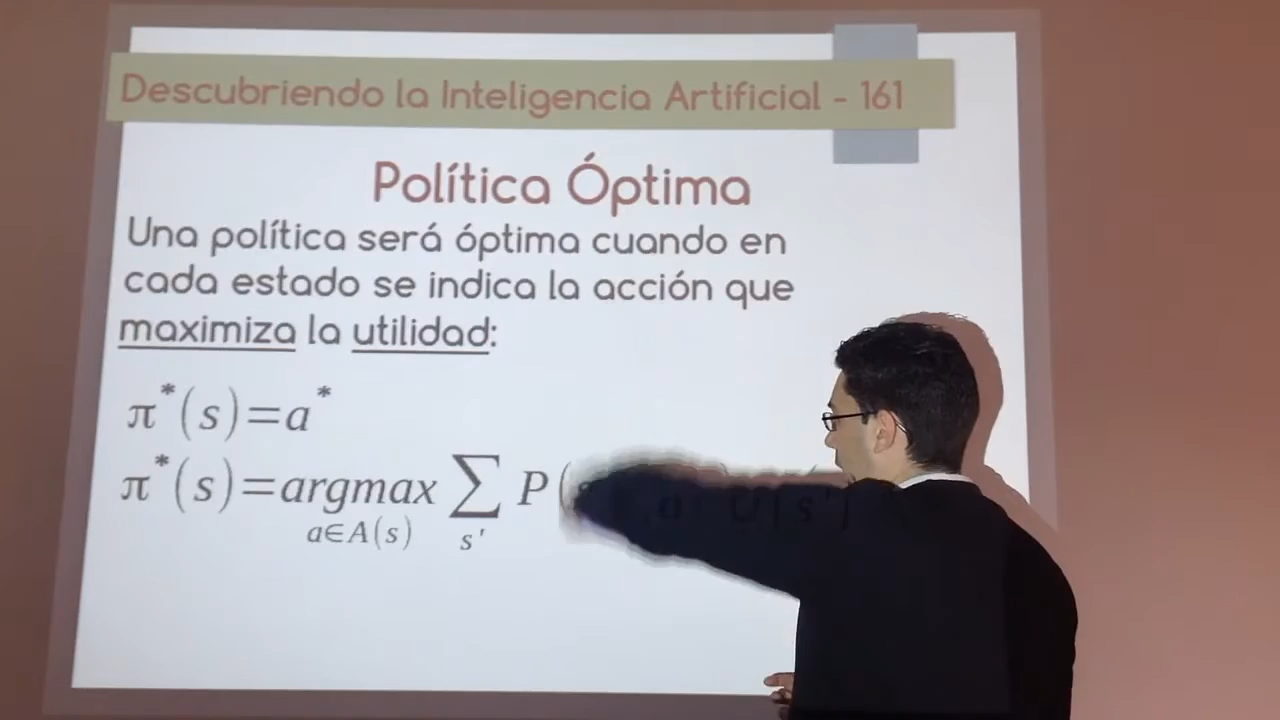 Descubriendo la Inteligencia Artificial - 161
Política Óptima
Una política será óptima cuando en
cada estado se indica la acción que
maximiza la utilidad:
π*(s)=a*
π*(s)=argmax ∑ P(
a∈A(s) s'